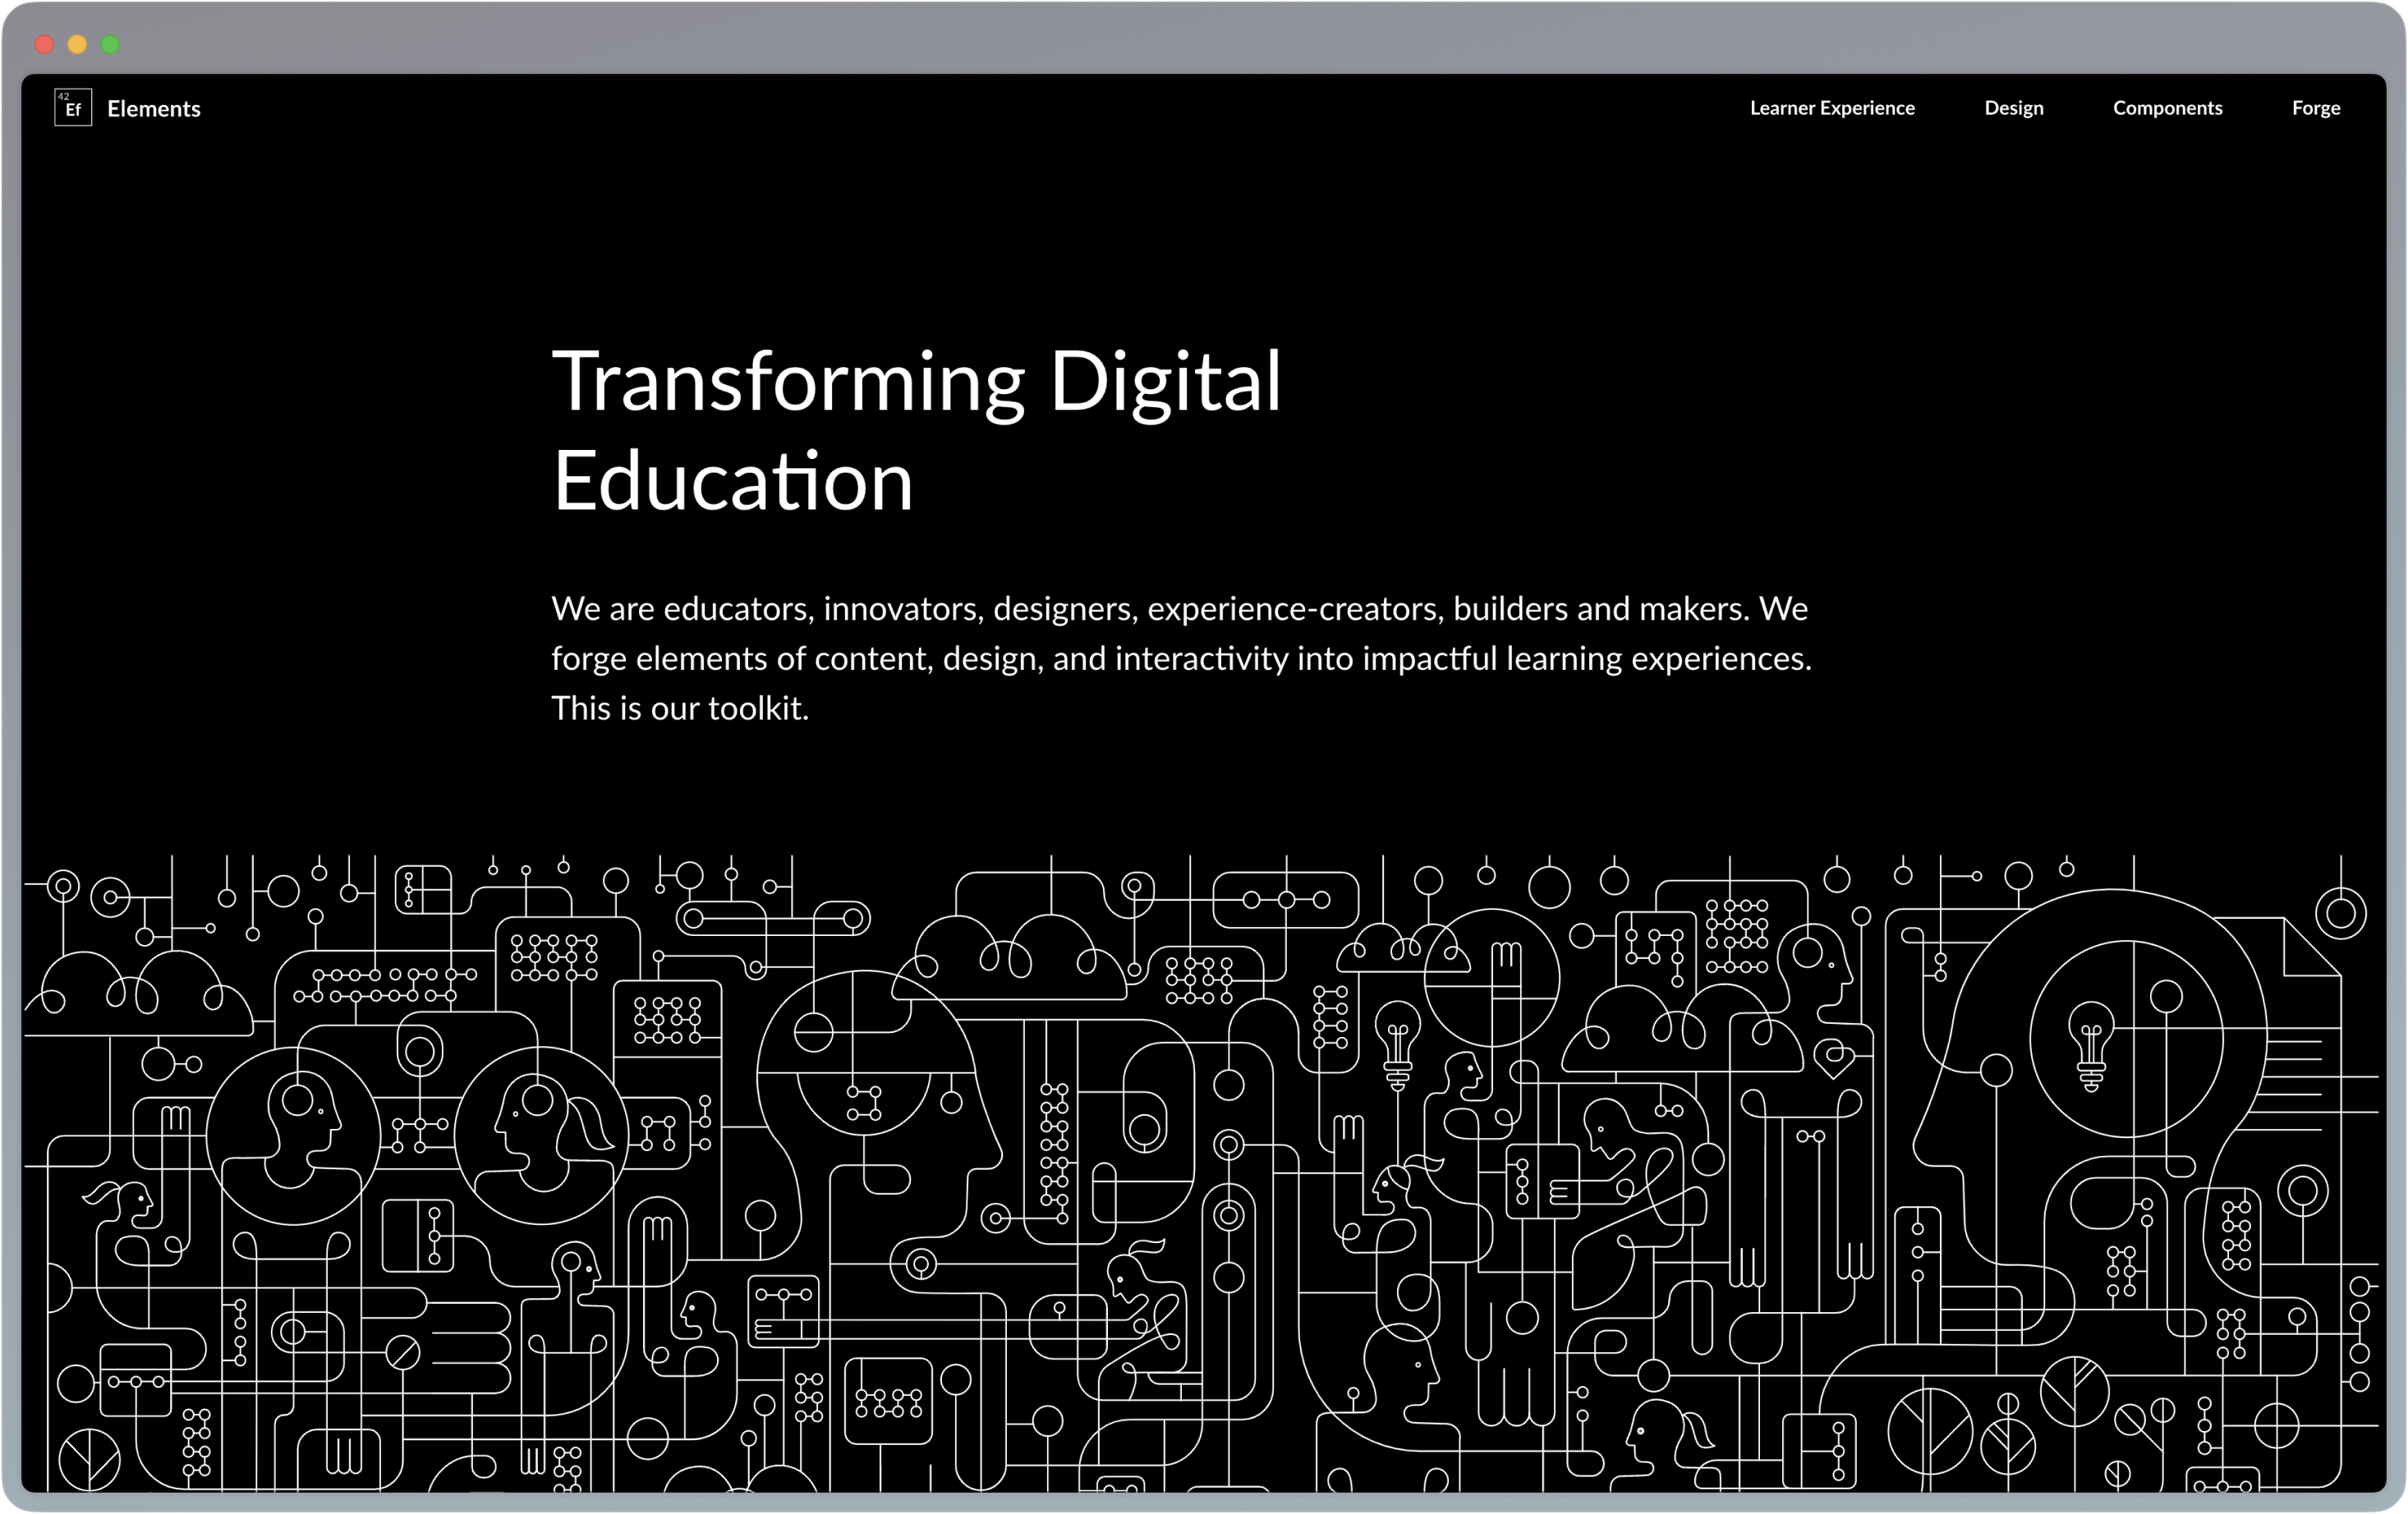 42
Ef
Elements
Learner Experience
Design
Components
Forge
Transforming Digital
Education
We are educators, innovators, designers, experience-creators, builders and makers. We
forge elements of content, design, and interactivity into impactful learning experiences.
This is our toolkit.